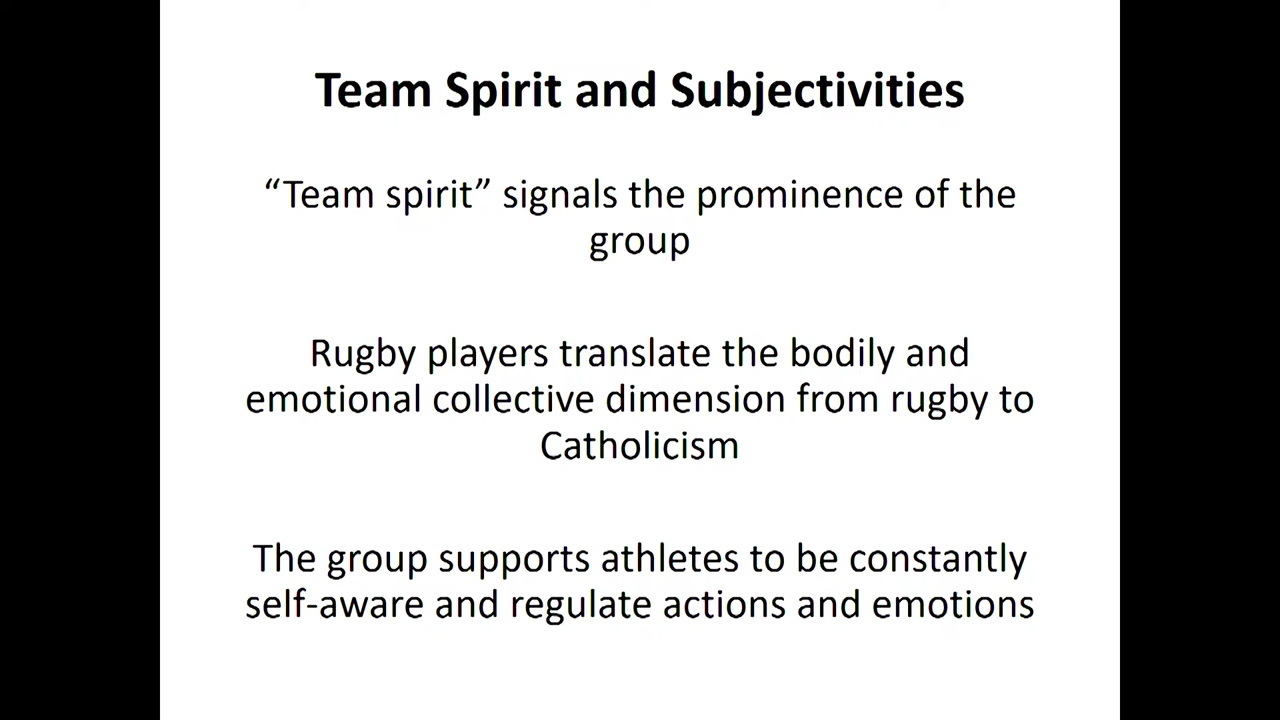 Team Spirit and Subjectivities
“Team spirit” signals the prominence of the
group
Rugby players translate the bodily and
emotional collective dimension from rugby to
Catholicism
The group supports athletes to be constantly
self-aware and regulate actions and emotions